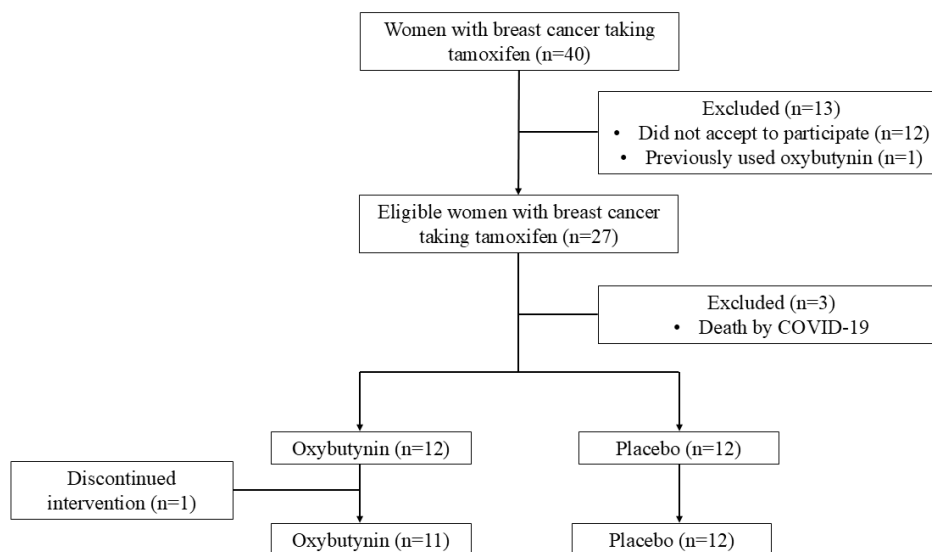 Women with breast cancer taking
tamoxifen (n=40)
Excluded (n=13)
• Did not accept to participate (n=12)
• Previously used oxybutynin (n=1)
Eligible women with breast cancer
taking tamoxifen (n=27)
Excluded (n=3)
• Death by COVID-19
Oxybutynin (n=12)
Placebo (n=12)
Discontinued
intervention (n=1)
Oxybutynin (n=11)
Placebo (n=12)